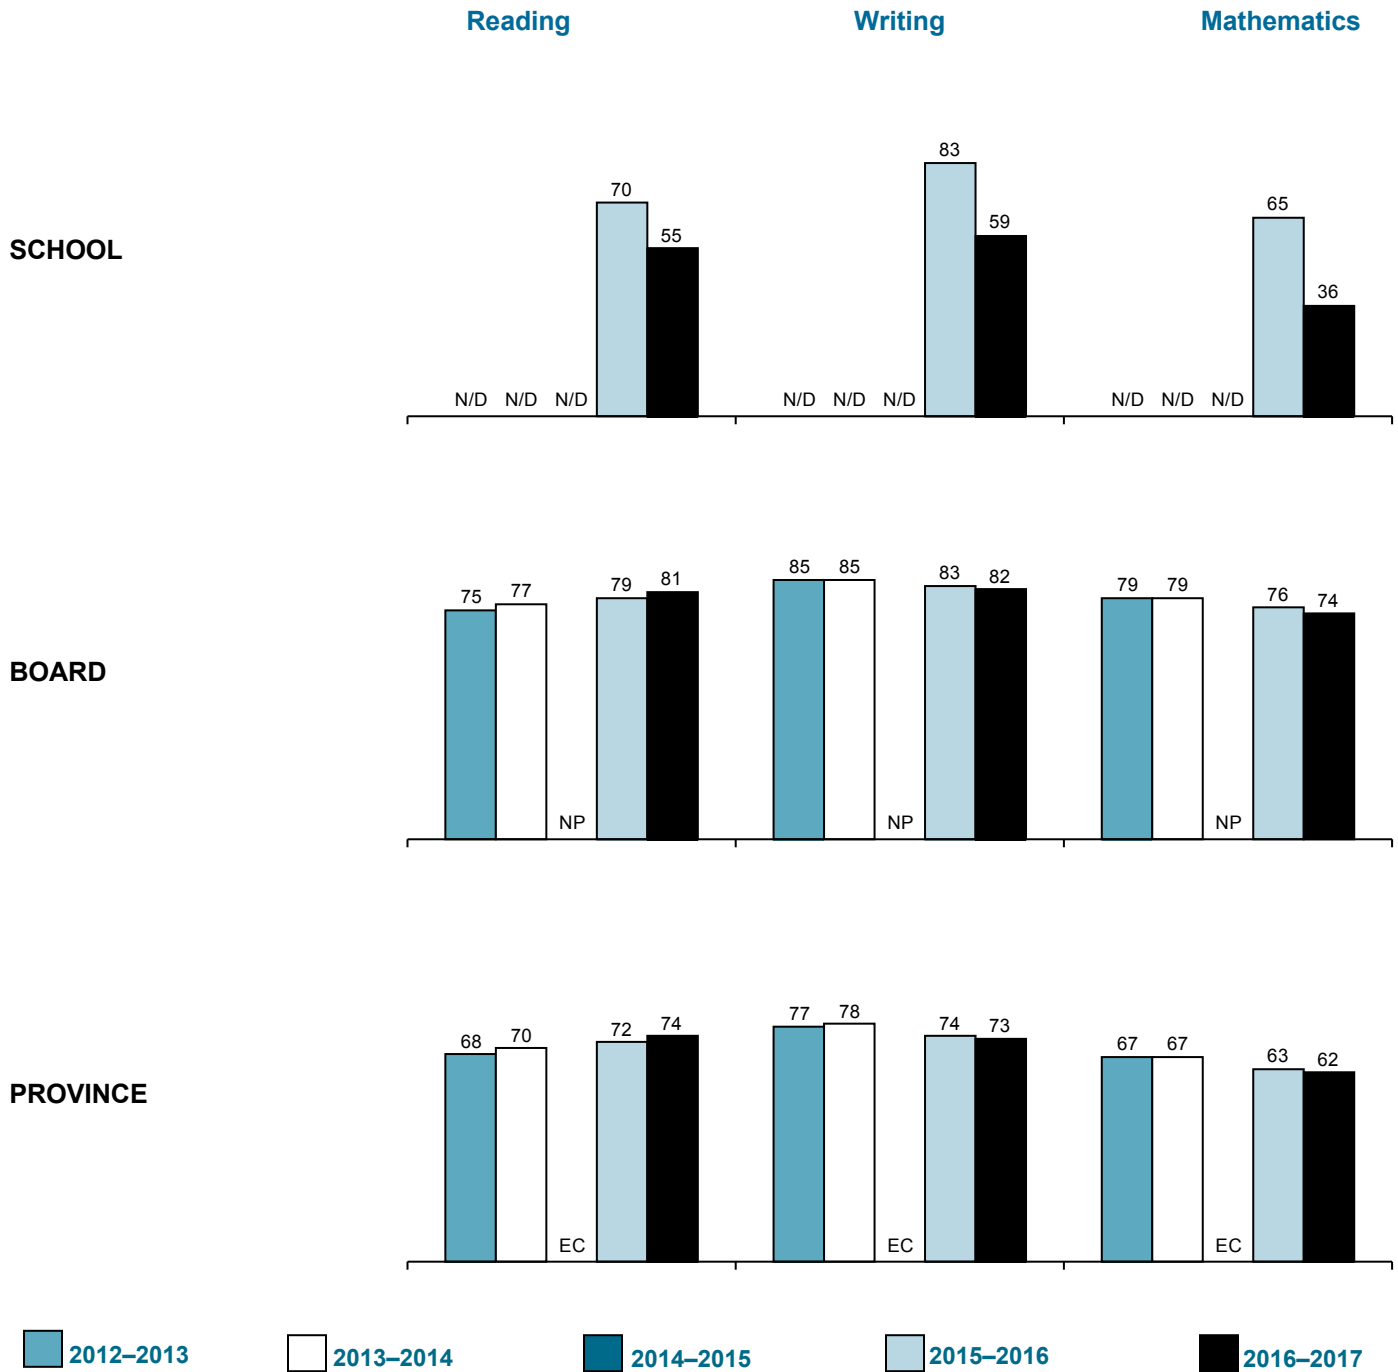 Reading Writing Mathematics
SCHOOL
70 55 83 59 65 36
N/D N/D N/D N/D N/D N/D N/D N/D N/D
BOARD
75 77 79 81 85 85 83 82 79 79 76 74
NP NP NP
PROVINCE
68 70 72 74 77 78 74 73 67 67 63 62
EC EC EC
2012–2013 2013–2014 2014–2015 2015–2016 2016–2017